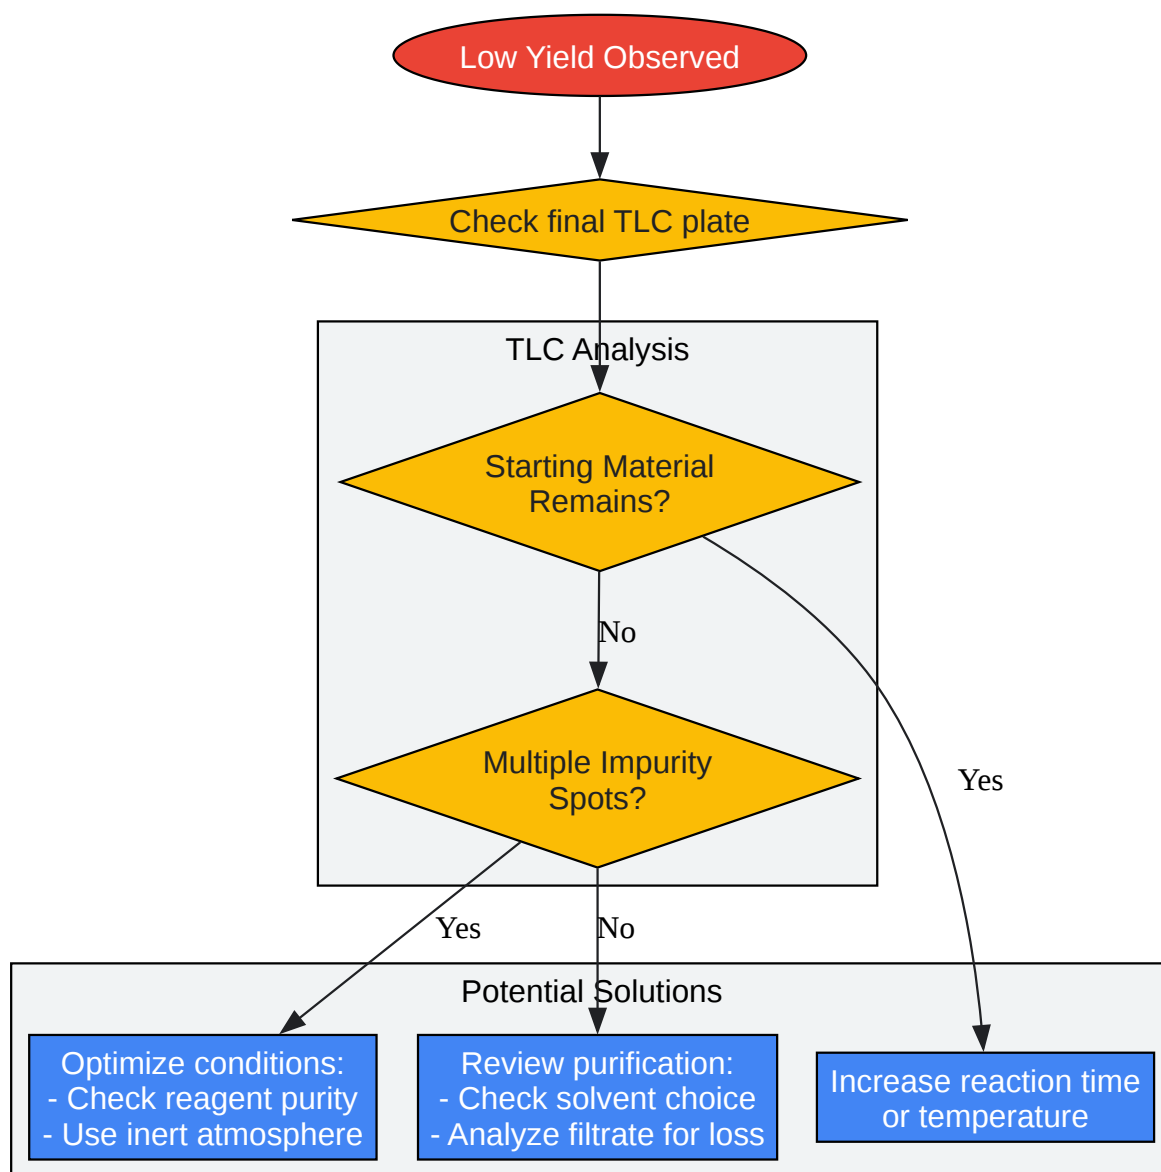 Low Yield Observed
Check final TLC plate
TLC Analysis
Starting Material
Remains?
No
Multiple Impurity
Spots?
Yes
Yes
No
Potential Solutions
Optimize conditions:
- Check reagent purity
- Use inert atmosphere
Review purification:
- Check solvent choice
- Analyze filtrate for loss
Increase reaction time
or temperature